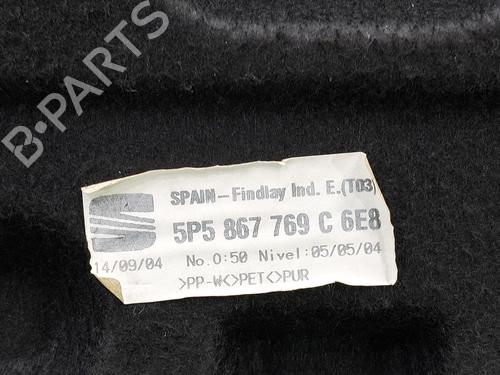 B-PARTS
SPAIN-Findlay Ind. E.(T03)
5P5 867 769 C 6E8
14/09/04 No.O:50 Nivel:05/05/04
>PP-W<>PET<>PUR